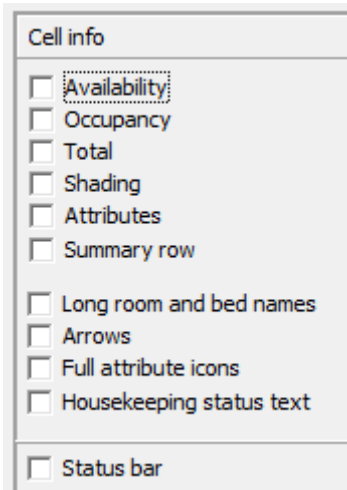 Cell info
Availability
Occupancy
Total
Shading
Attributes
Summary row
Long room and bed names
Arrows
Full attribute icons
Housekeeping status text
Status bar